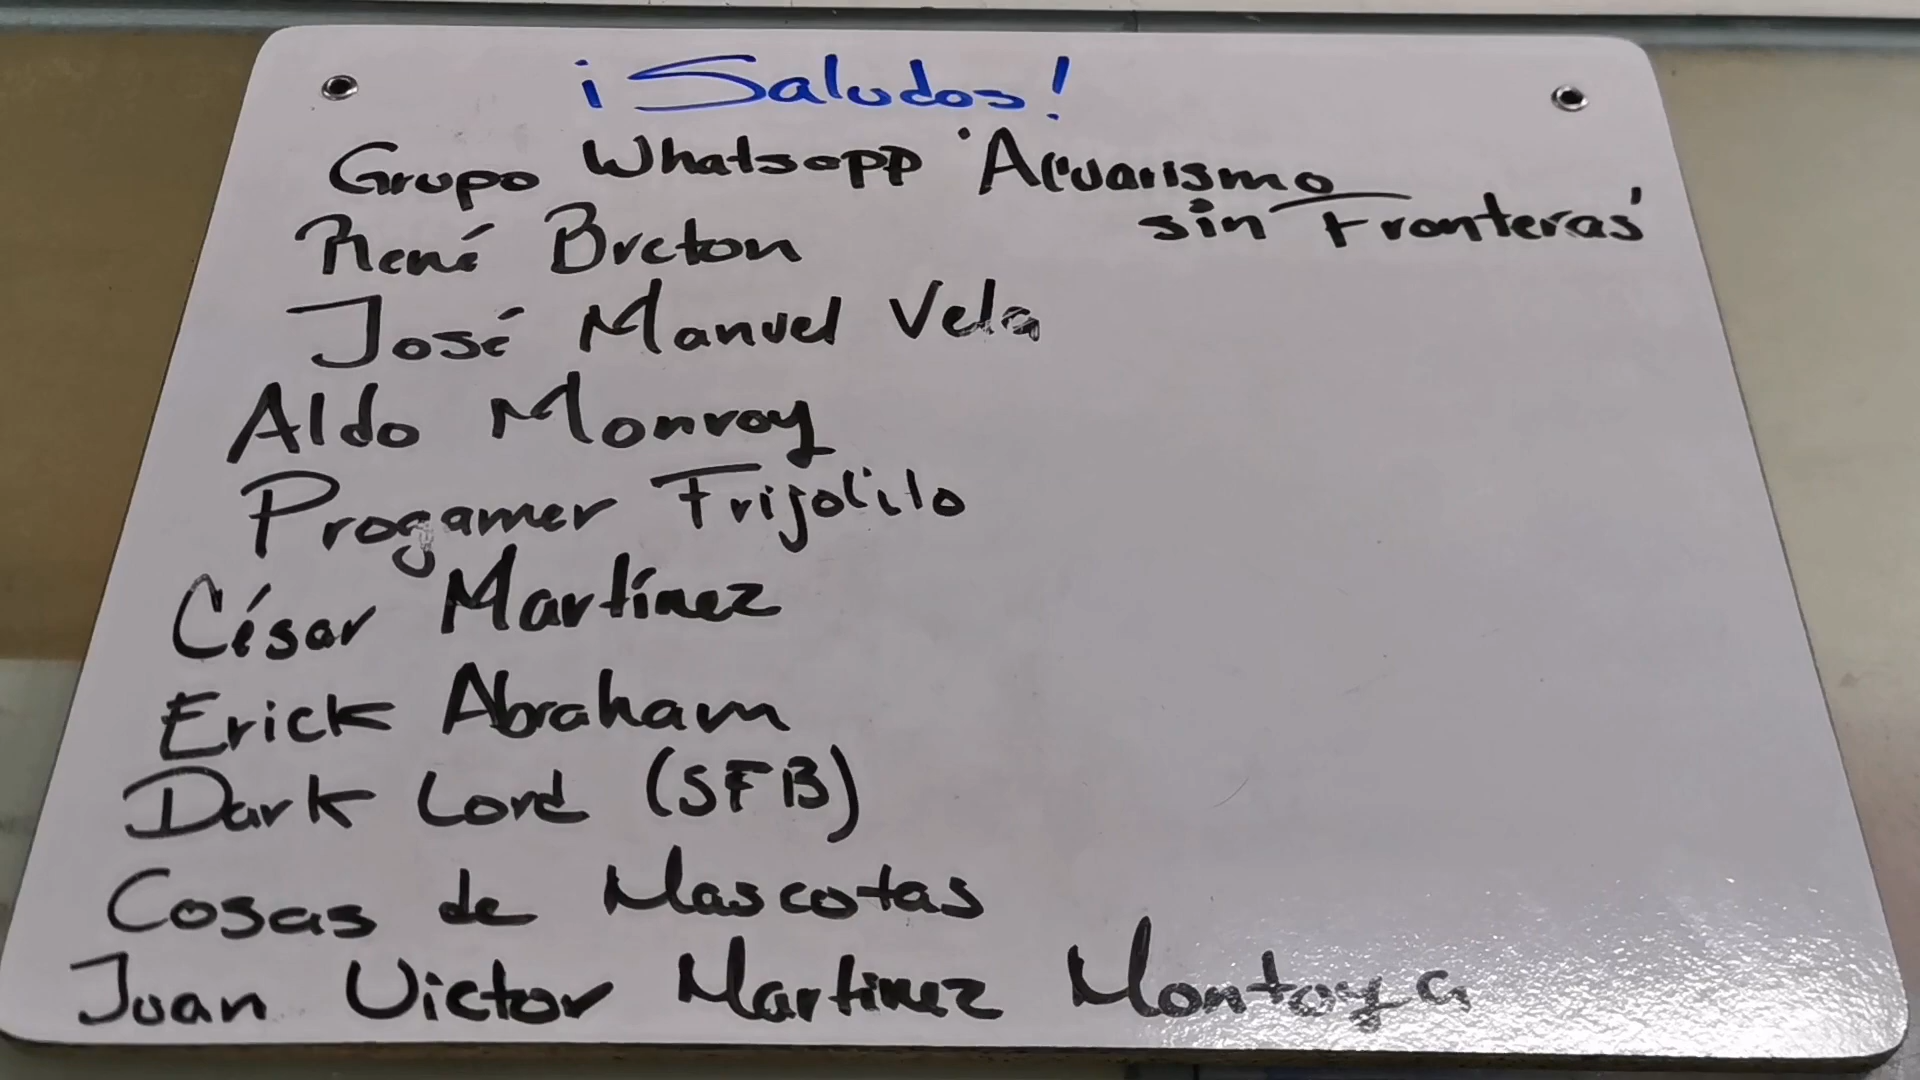 ¡Saludos!
Grupo Whatsapp 'Acuarismo
sin Fronteras'
René Breton
José Manuel Vela
Aldo Monroy
Progamer Frijolilo
César Martínez
Erick Abraham
Dark Lord (SFB)
Cosas de Mascotas
Juan Victor Martinez Montoya